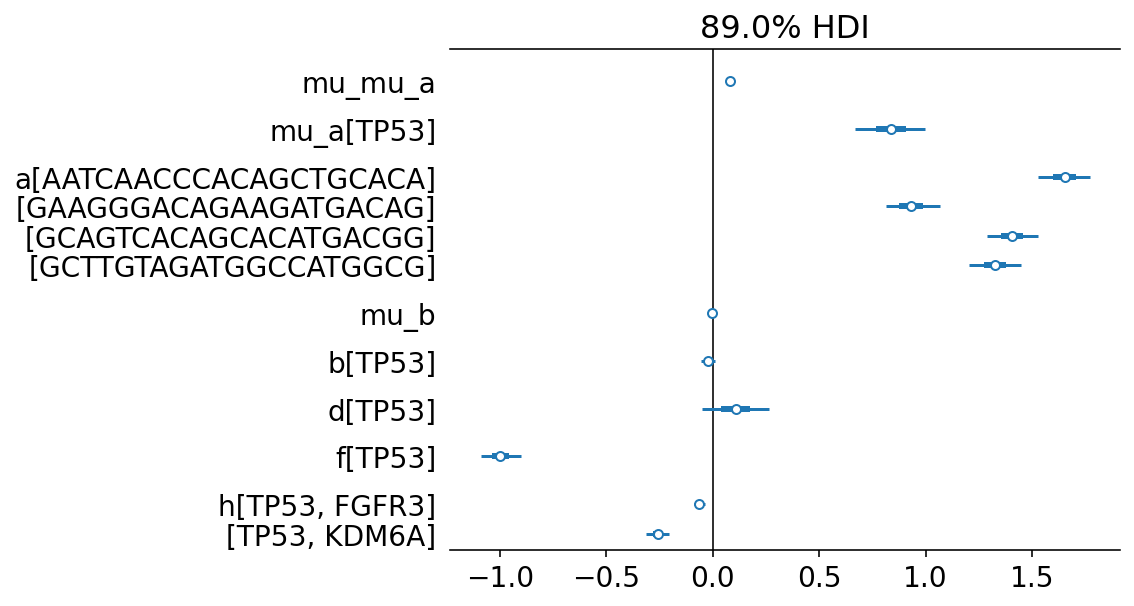 89.0% HDI
mu_mu_a
mu_a[TP53]
a[AATCAACCCACAGCTGCACA]
[GAAGGGACAGAAGATGACAG]
[GCAGTCACAGCACATGACGG]
[GCTTGTAGATGGCCATGGCG]
mu_b
b[TP53]
d[TP53]
f[TP53]
h[TP53, FGFR3]
[TP53, KDM6A]
−1.0 −0.5 0.0 0.5 1.0 1.5